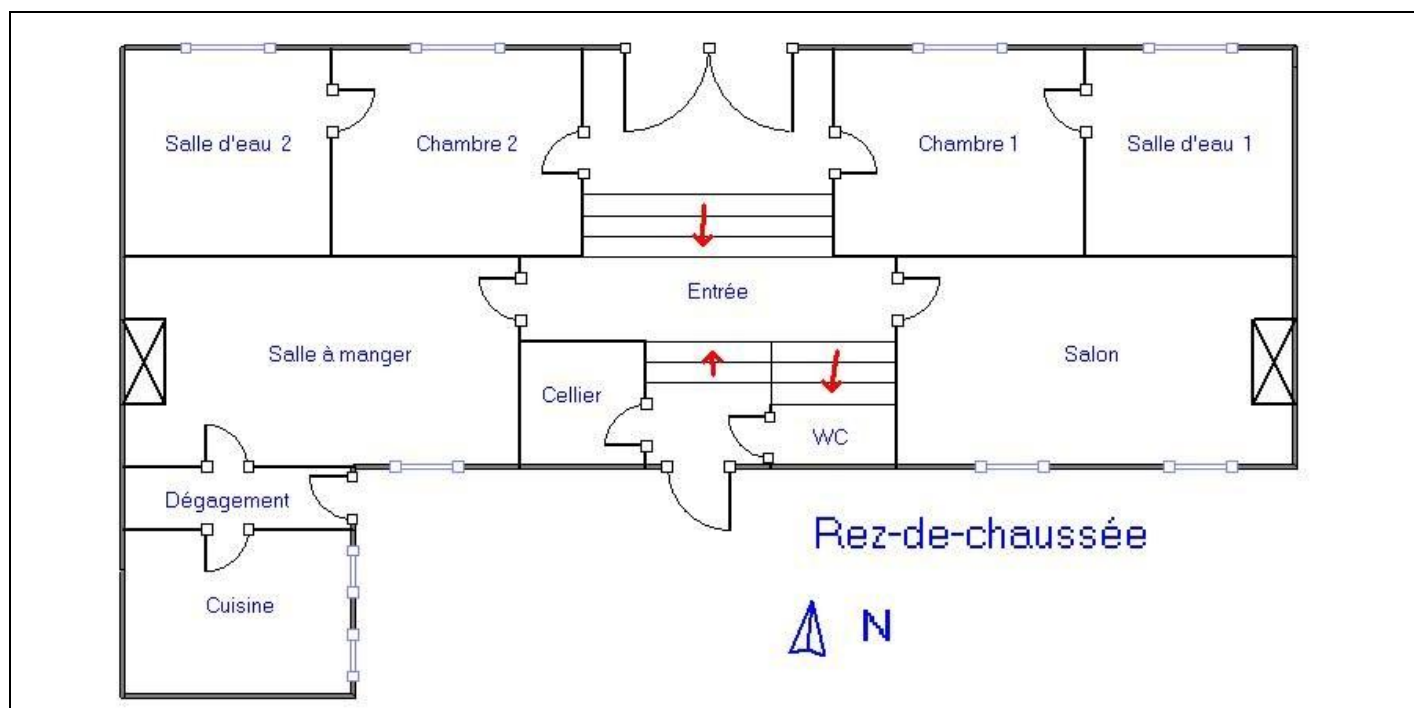 Salle d'eau 2
Chambre 2
Chambre 1
Salle d'eau 1
Entrée
Salle à manger
Salon
Cellier
WC
Dégagement
Rez-de-chaussée
Cuisine
N